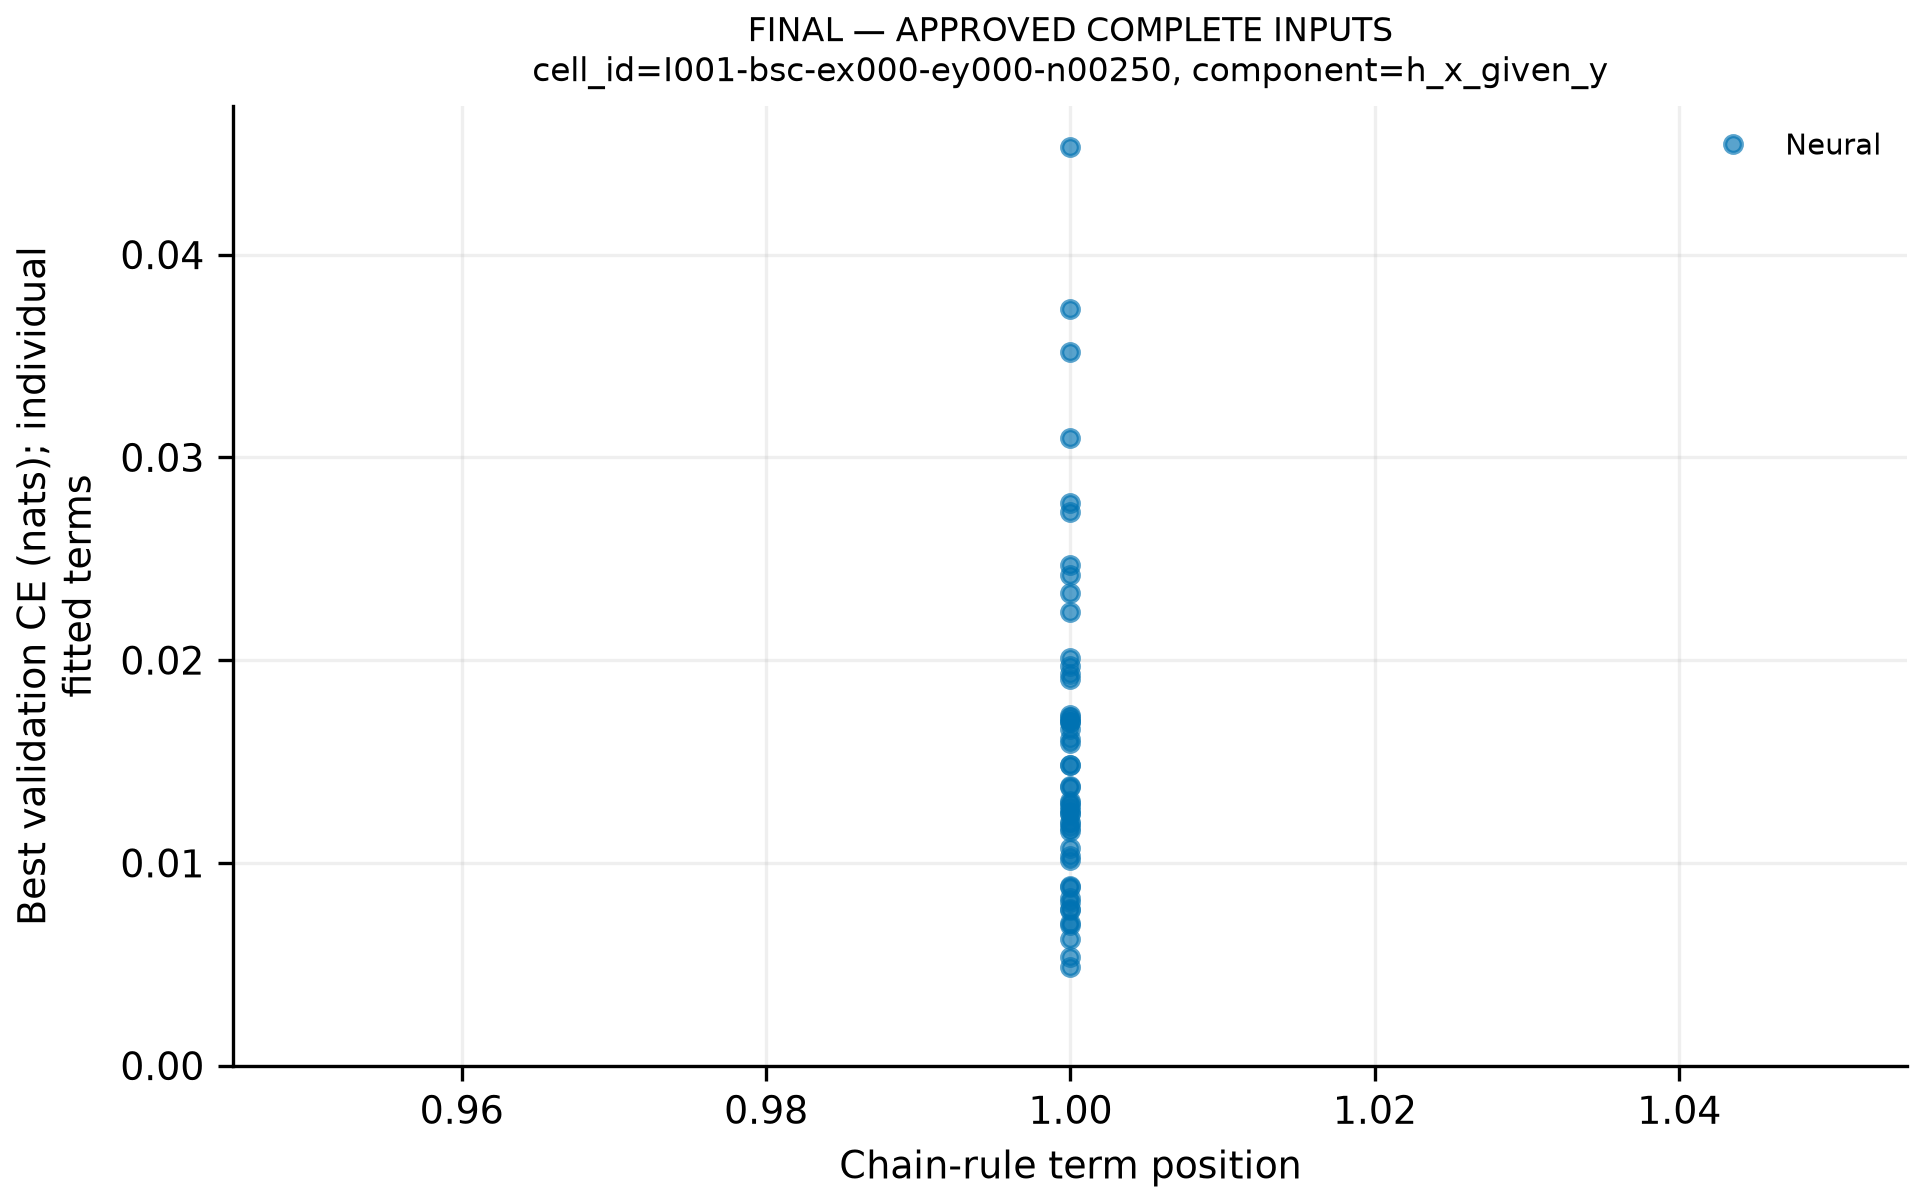 FINAL — APPROVED COMPLETE INPUTS
cell_id=I001-bsc-ex000-ey000-n00250, component=h_x_given_y
Neural
Best validation CE (nats); individual
fitted terms
0.04
0.03
0.02
0.01
0.00
0.96
0.98
1.00
1.02
1.04
Chain-rule term position